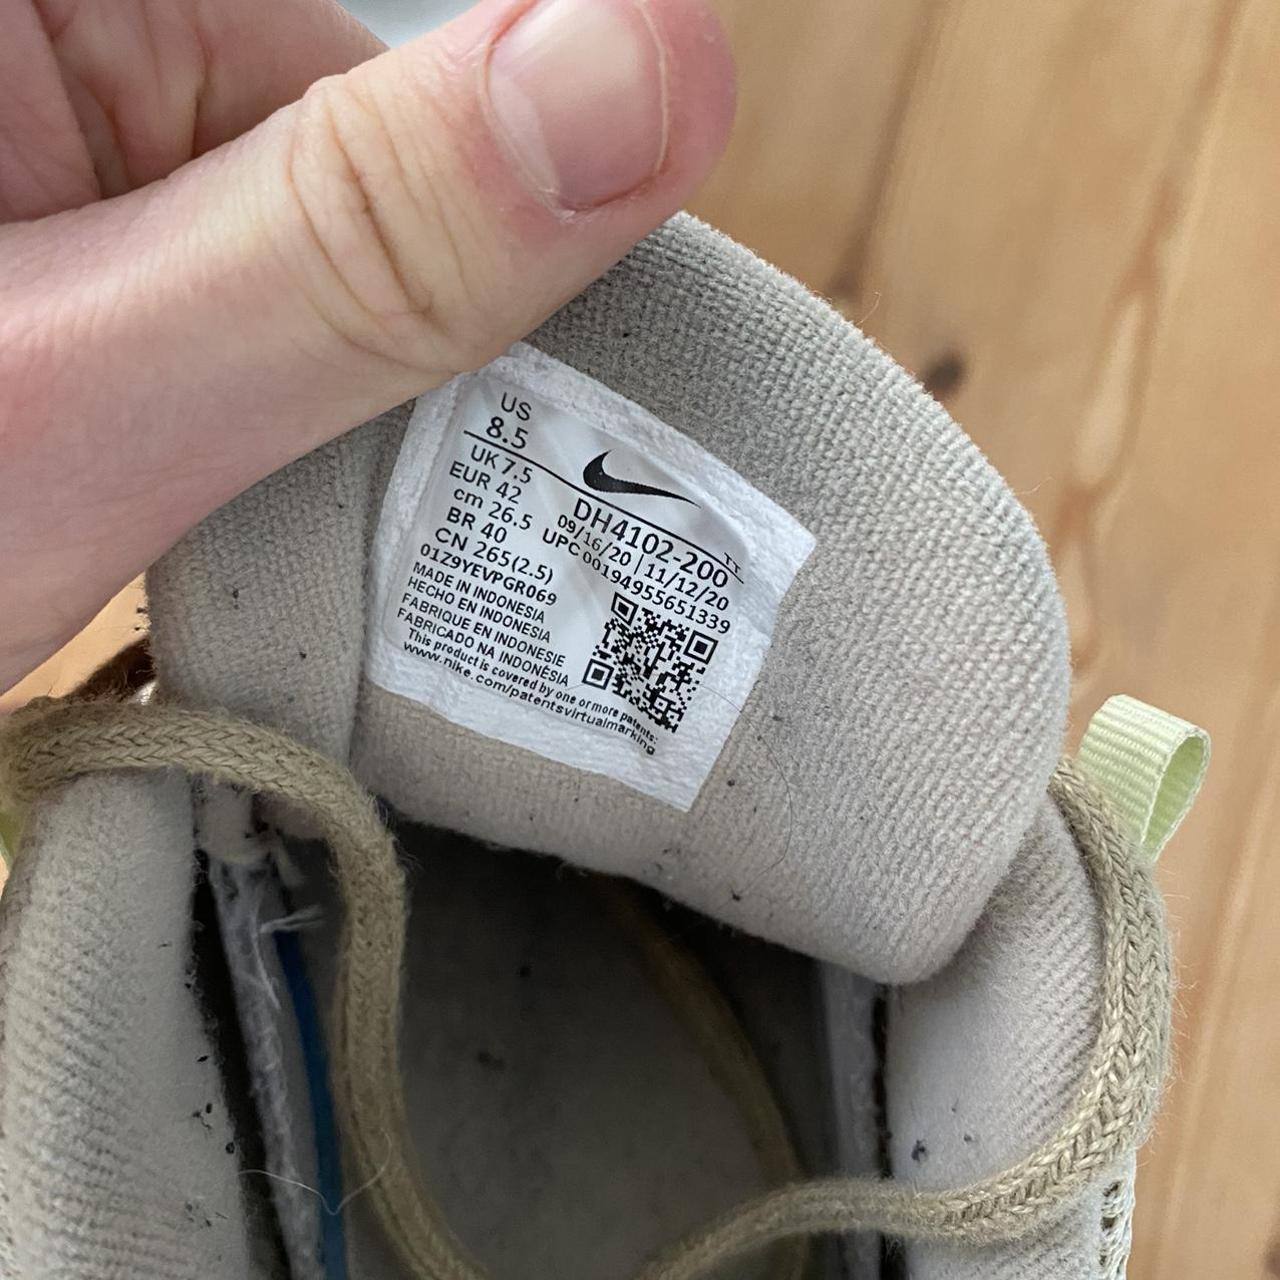 US
8.5
UK 7.5
EUR 42
cm 26.5
BR 40
CN 265(2.5)
01Z9YEVPGR069
MADE IN INDONESIA
HECHO EN INDONESIA
FABRIQUE EN INDONESIE
FABRICADO NA INDONÉSIA
This product is covered by one or more patents:
www.nike.com/patentsvirtualmarking
DH4102-200
TT
09/16/20 | 11/12/20
UPC 00194955651339